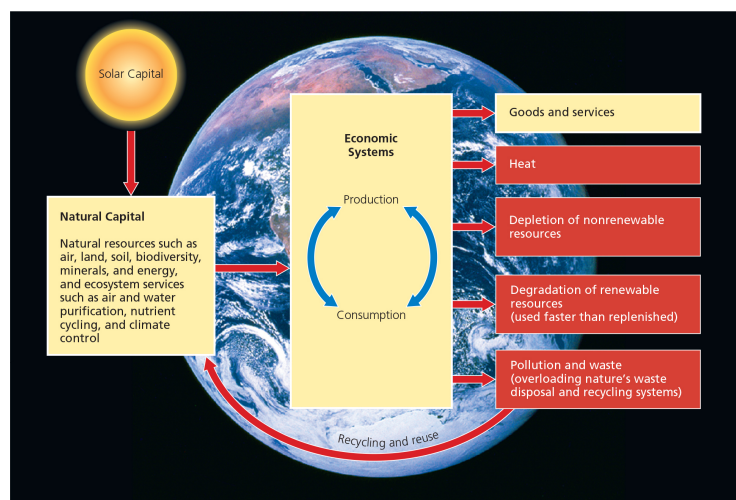 Solar Capital
Natural Capital
Natural resources such as
air, land, soil, biodiversity,
minerals, and energy,
and ecosystem services
such as air and water
purification, nutrient
cycling, and climate
control
Economic
Systems
Production
Consumption
Goods and services
Heat
Depletion of nonrenewable
resources
Degradation of renewable
resources
(used faster than replenished)
Pollution and waste
(overloading nature's waste
disposal and recycling systems)
Recycling and reuse